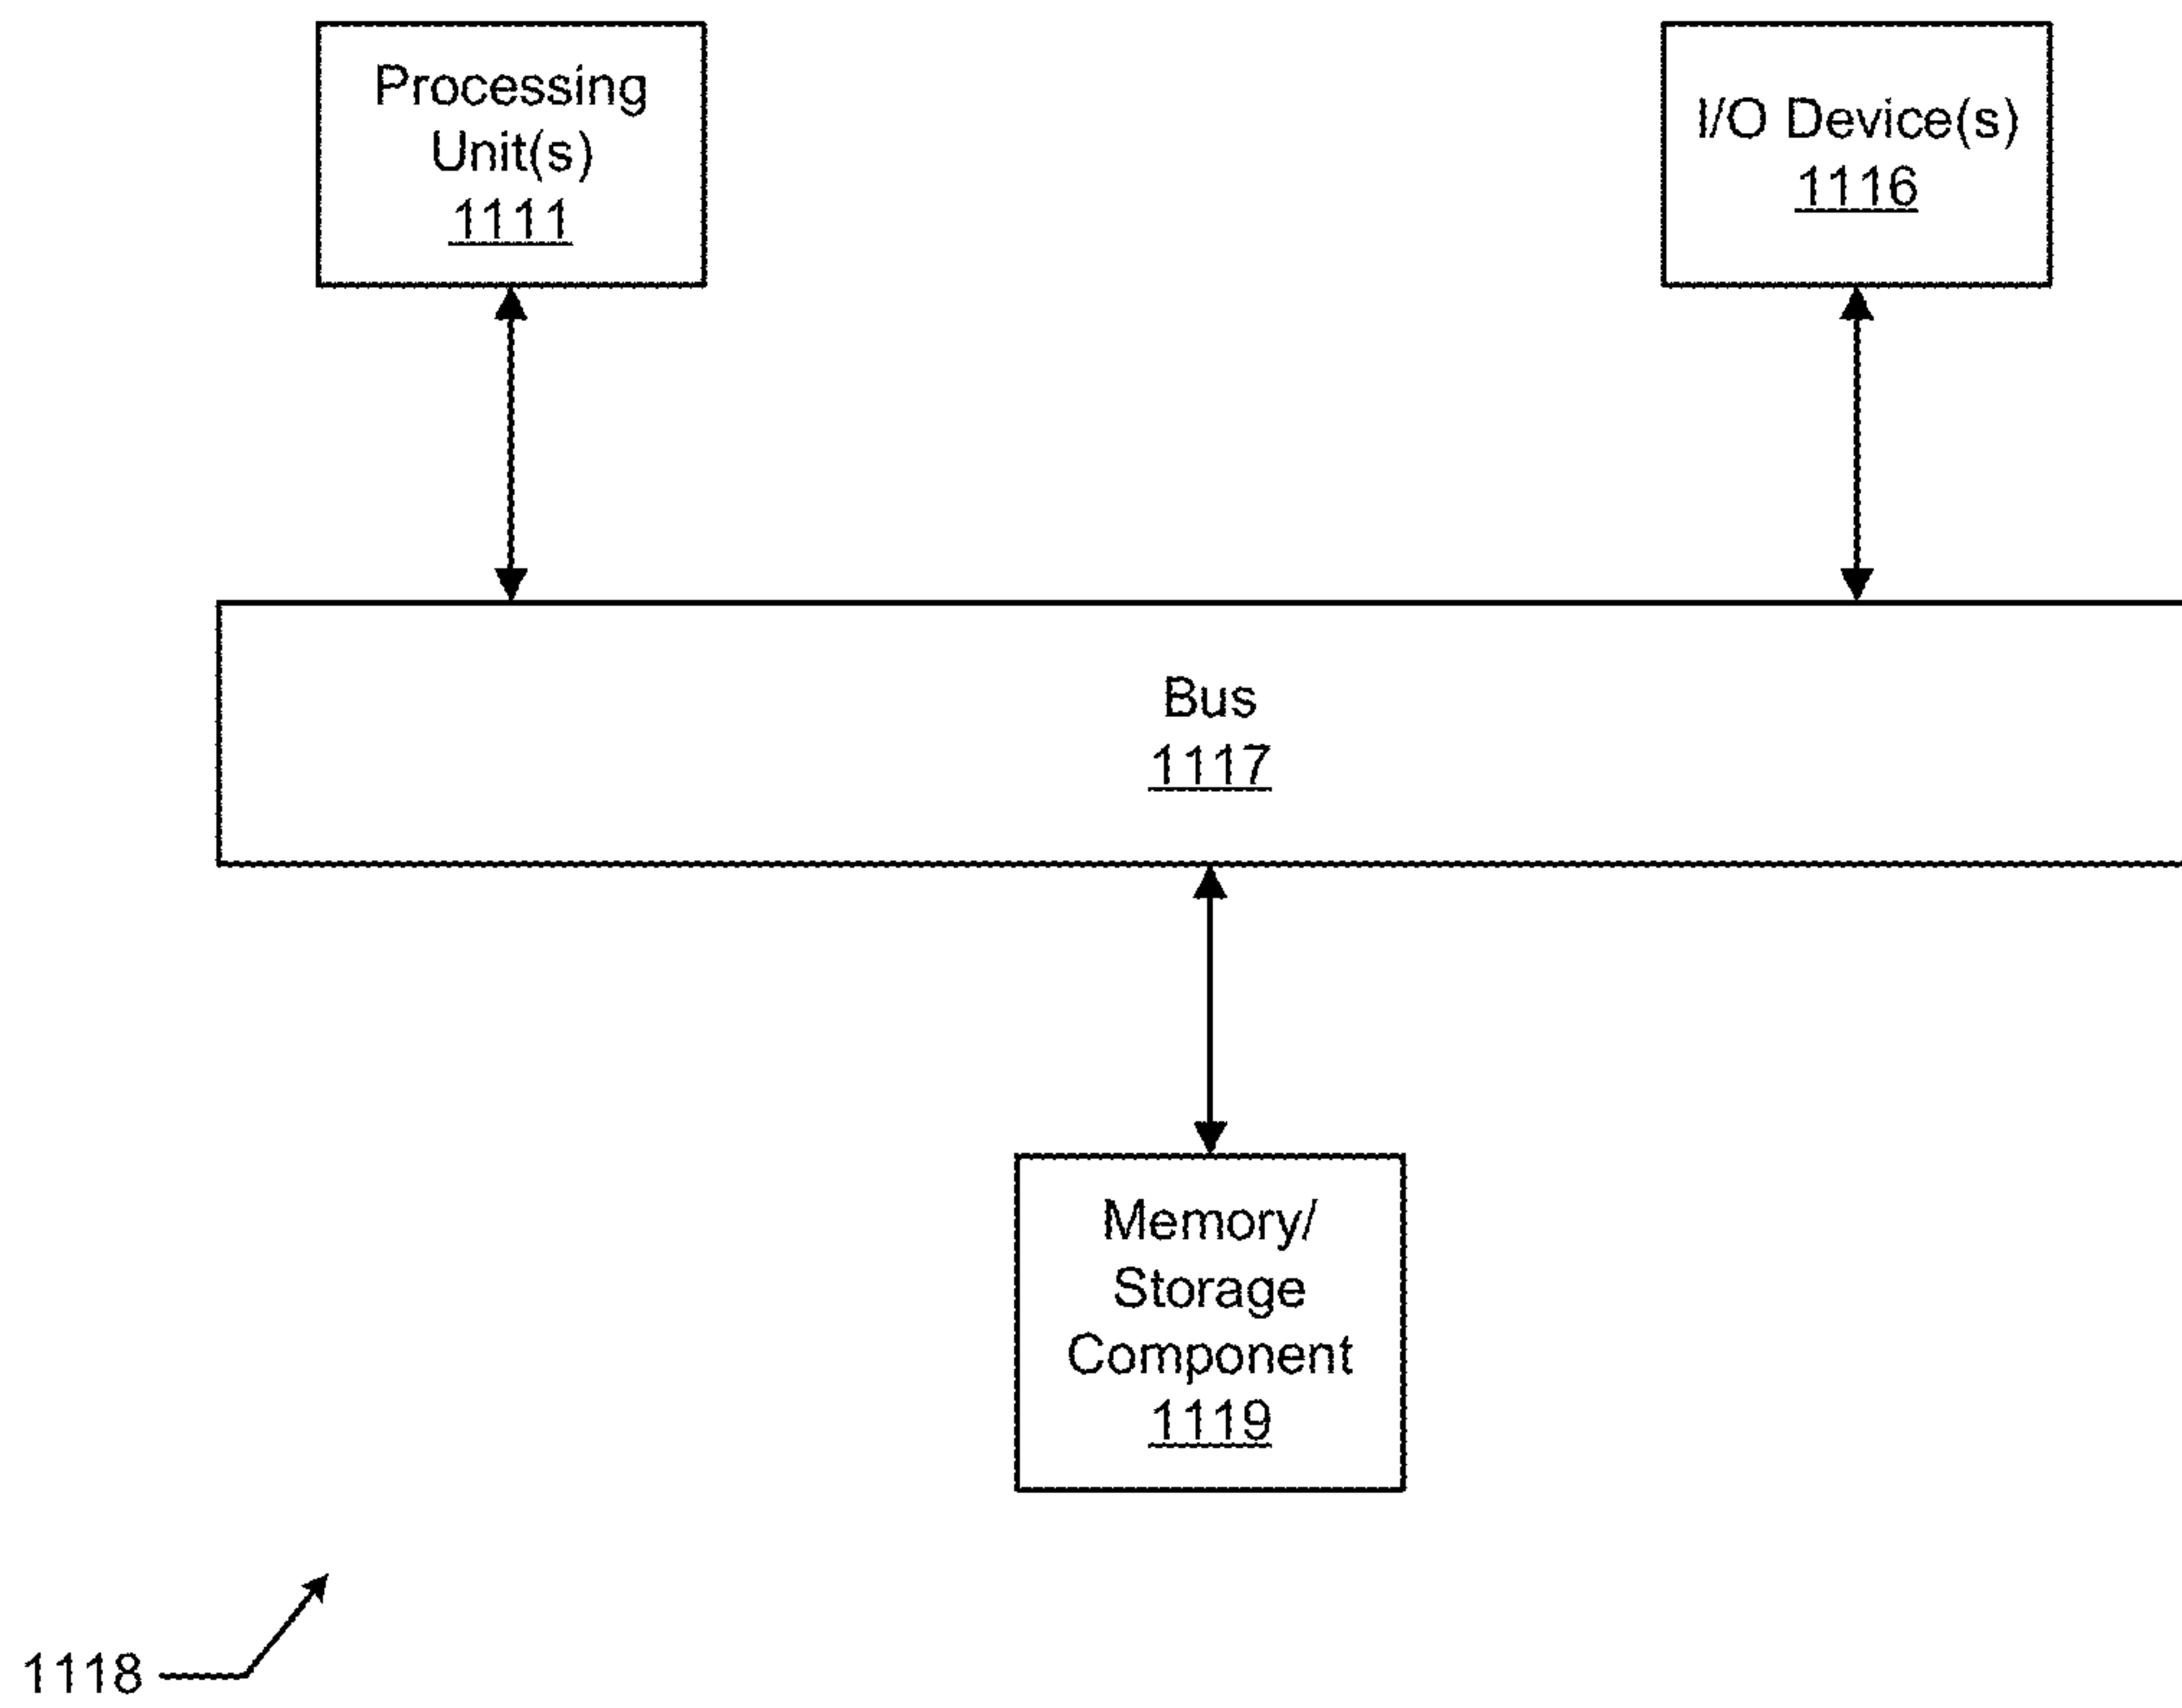 Processing
Unit(s)
1111
I/O Device(s)
1116
Bus
1117
Memory/
Storage
Component
1119
1118